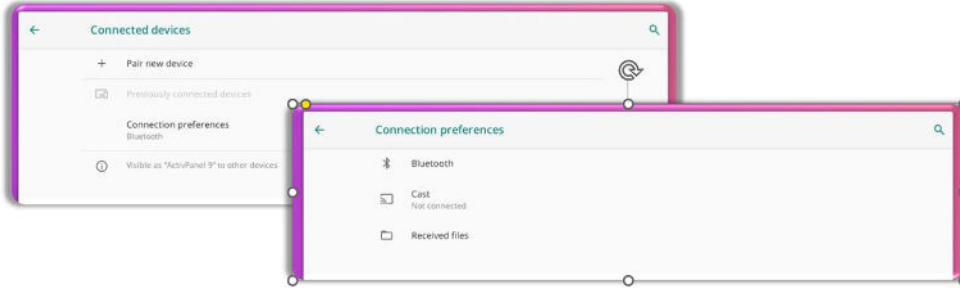 Connected devices
Pair new device
Previously connected devices
Connection preferences
Bluetooth
Visible as "ActivPanel 9" to other devices
Connection preferences
Bluetooth
Cast
Not connected
Received files